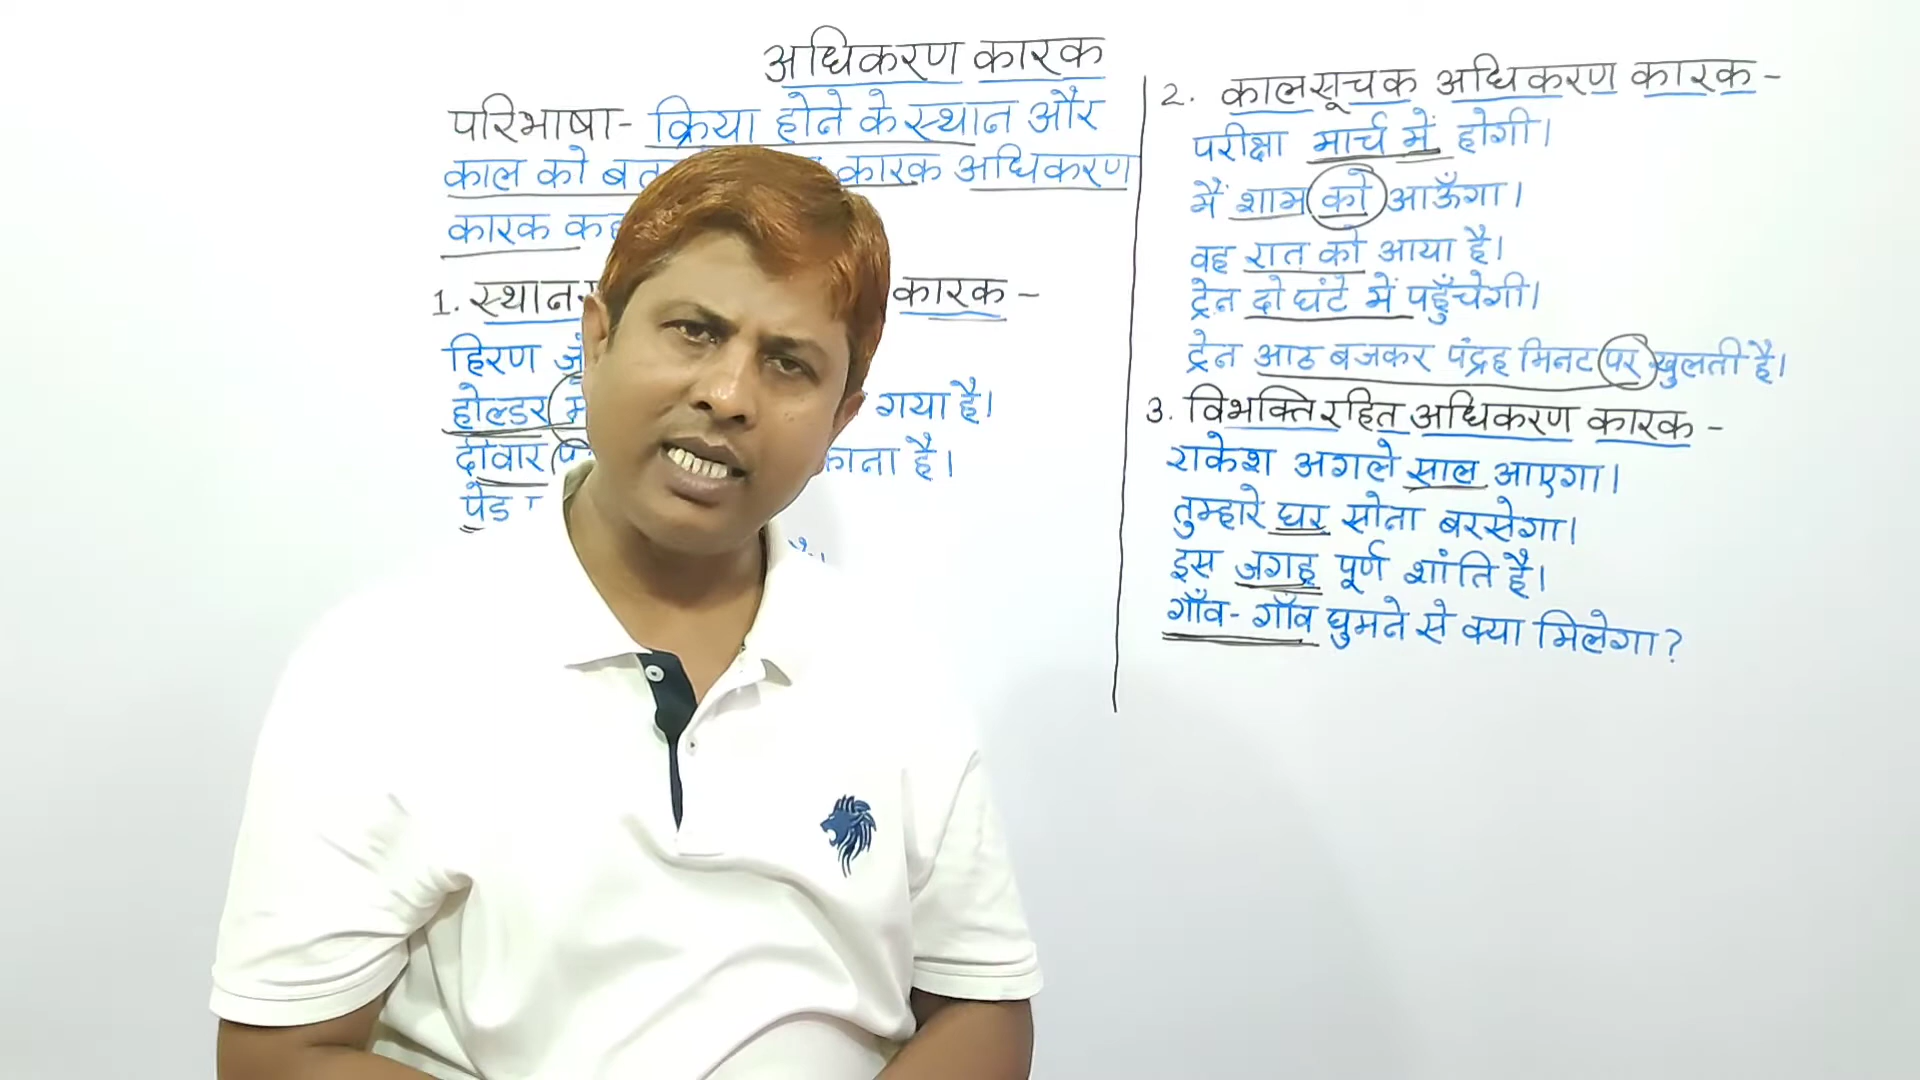 अधिकरण कारक
परिभाषा- क्रिया होने के स्थान और
काल को कारक अधिकरण
कारक
1. स्थान कारक -
हिरण
होल्डर गया है।
दीवार है।
पेड
2. कालसूचक अधिकरण कारक -
परीक्षा मार्च में होगी।
मैं शाम को आऊँगा।
वह रात को आया है।
ट्रेन दो घंटे में पहुँचेगी।
ट्रेन आठ बजकर पंद्रह मिनट पर खुलती है।
3. विभक्ति रहित अधिकरण कारक -
राकेश अगले साल आएगा।
तुम्हारे घर सोना बरसेगा।
इस जगह पूर्ण शांति है।
गाँव- गाँव घुमने से क्या मिलेगा?